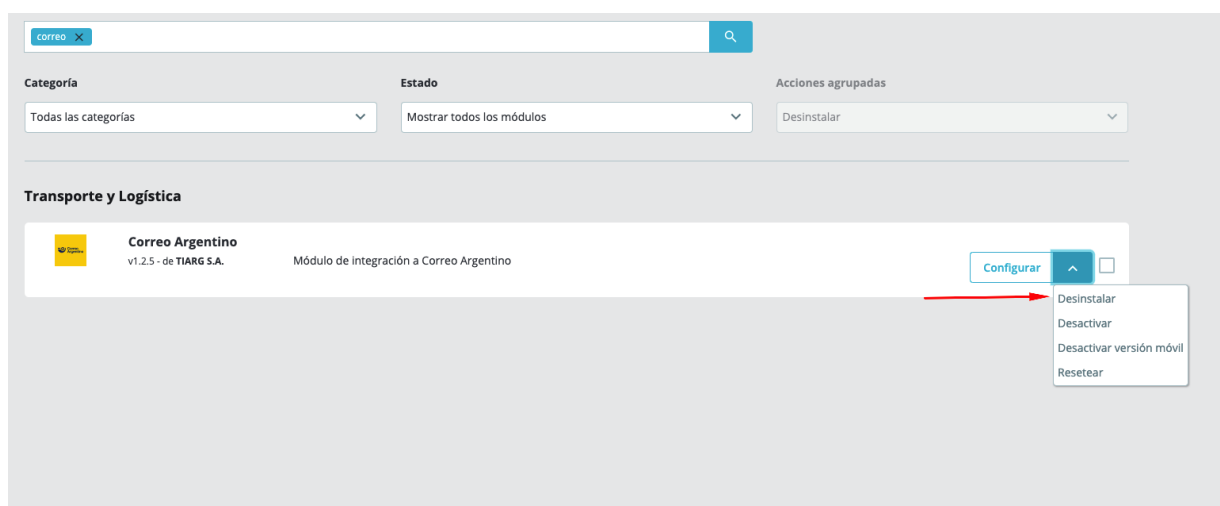 correo
Categoría
Estado
Acciones agrupadas
Todas las categorías
Mostrar todos los módulos
Desinstalar
Transporte y Logística
Correo Argentino
v1.2.5 - de TIARG S.A.
Módulo de integración a Correo Argentino
Configurar
Desinstalar
Desactivar
Desactivar versión móvil
Resetear